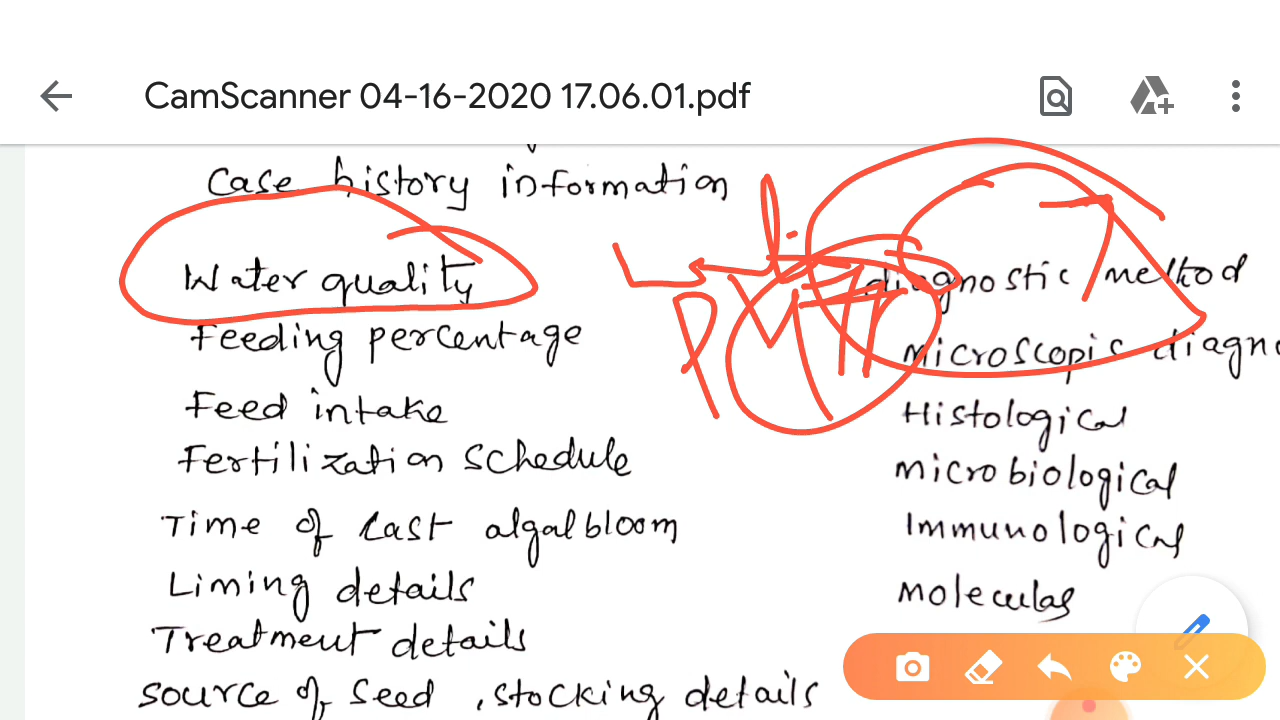 CamScanner 04-16-2020 17.06.01.pdf
Case history information
Water quality
Feeding percentage
Feed intake
Fertilization schedule
Time of last algal bloom
Liming details
Treatment details
source of seed , stocking details
diagnostic method
Microscopic diagno
Histological
microbiological
Immunological
molecular